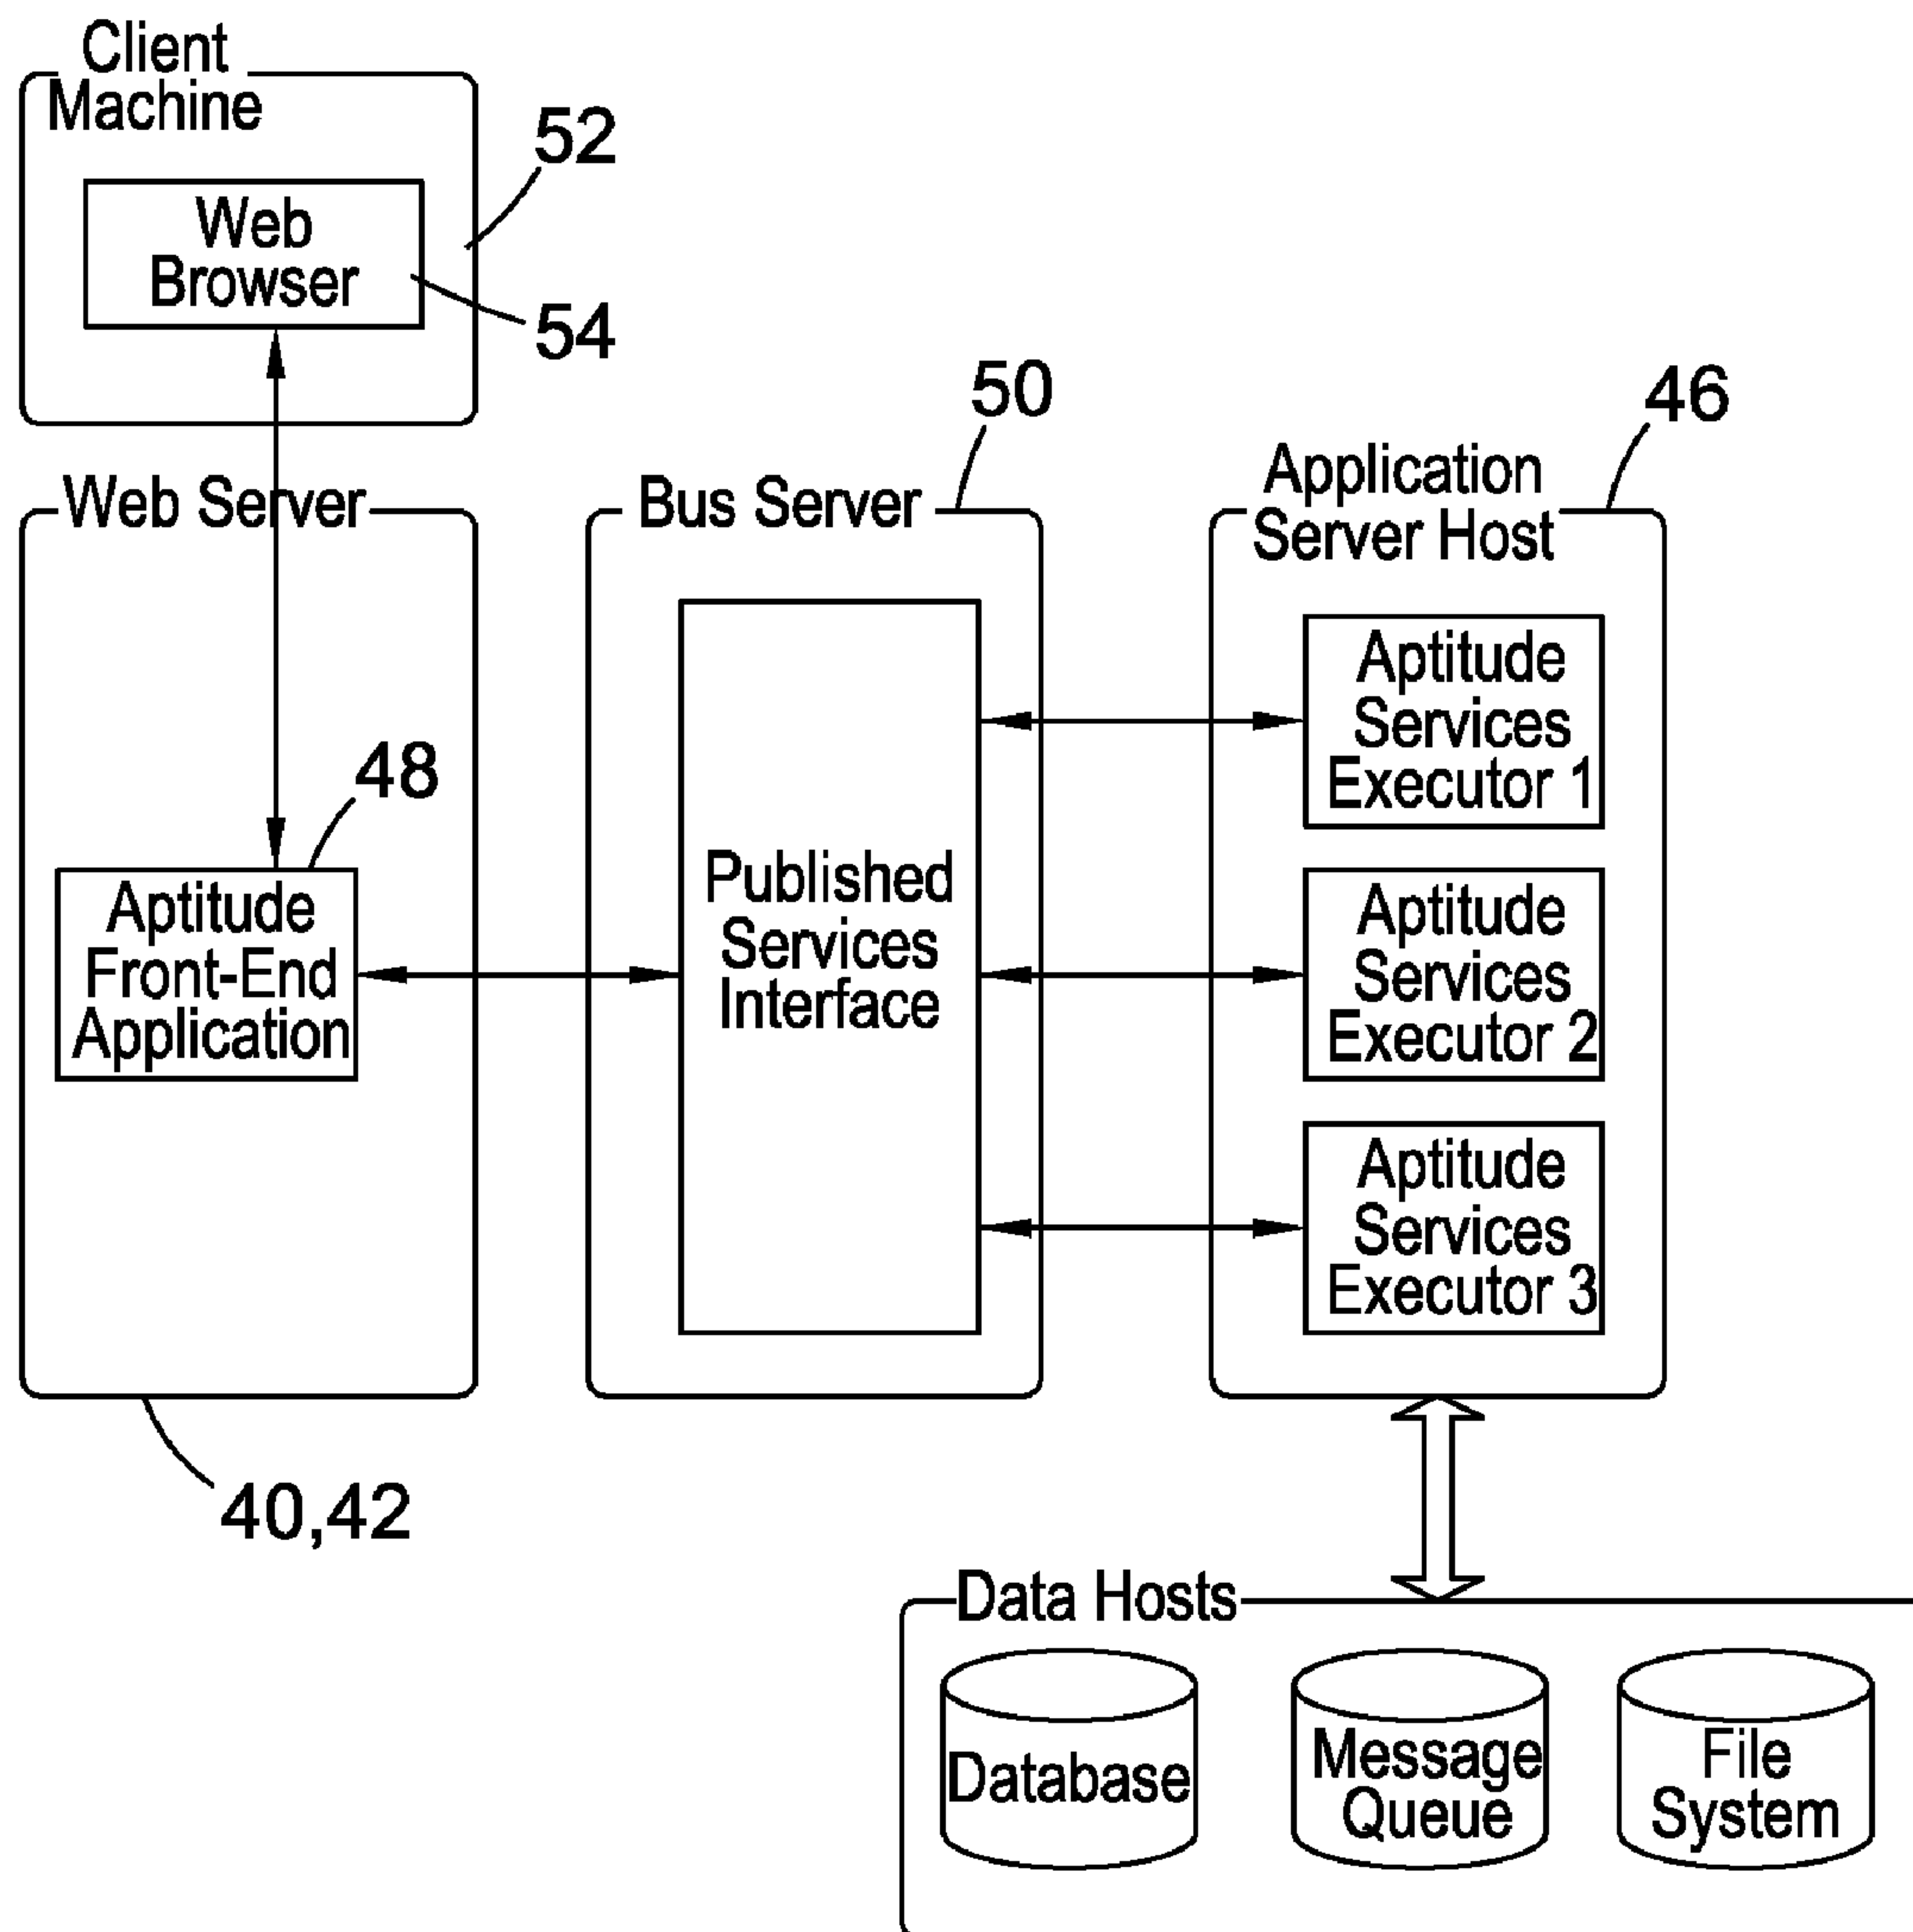 Client
Machine
52
Web
Browser
54
50
46
Web Server
Bus Server
Application
Server Host
48
Aptitude
Front-End
Application
Published
Services
Interface
Aptitude
Services
Executor 1
Aptitude
Services
Executor 2
Aptitude
Services
Executor 3
40,42
Data Hosts
Database
Message
Queue
File
System